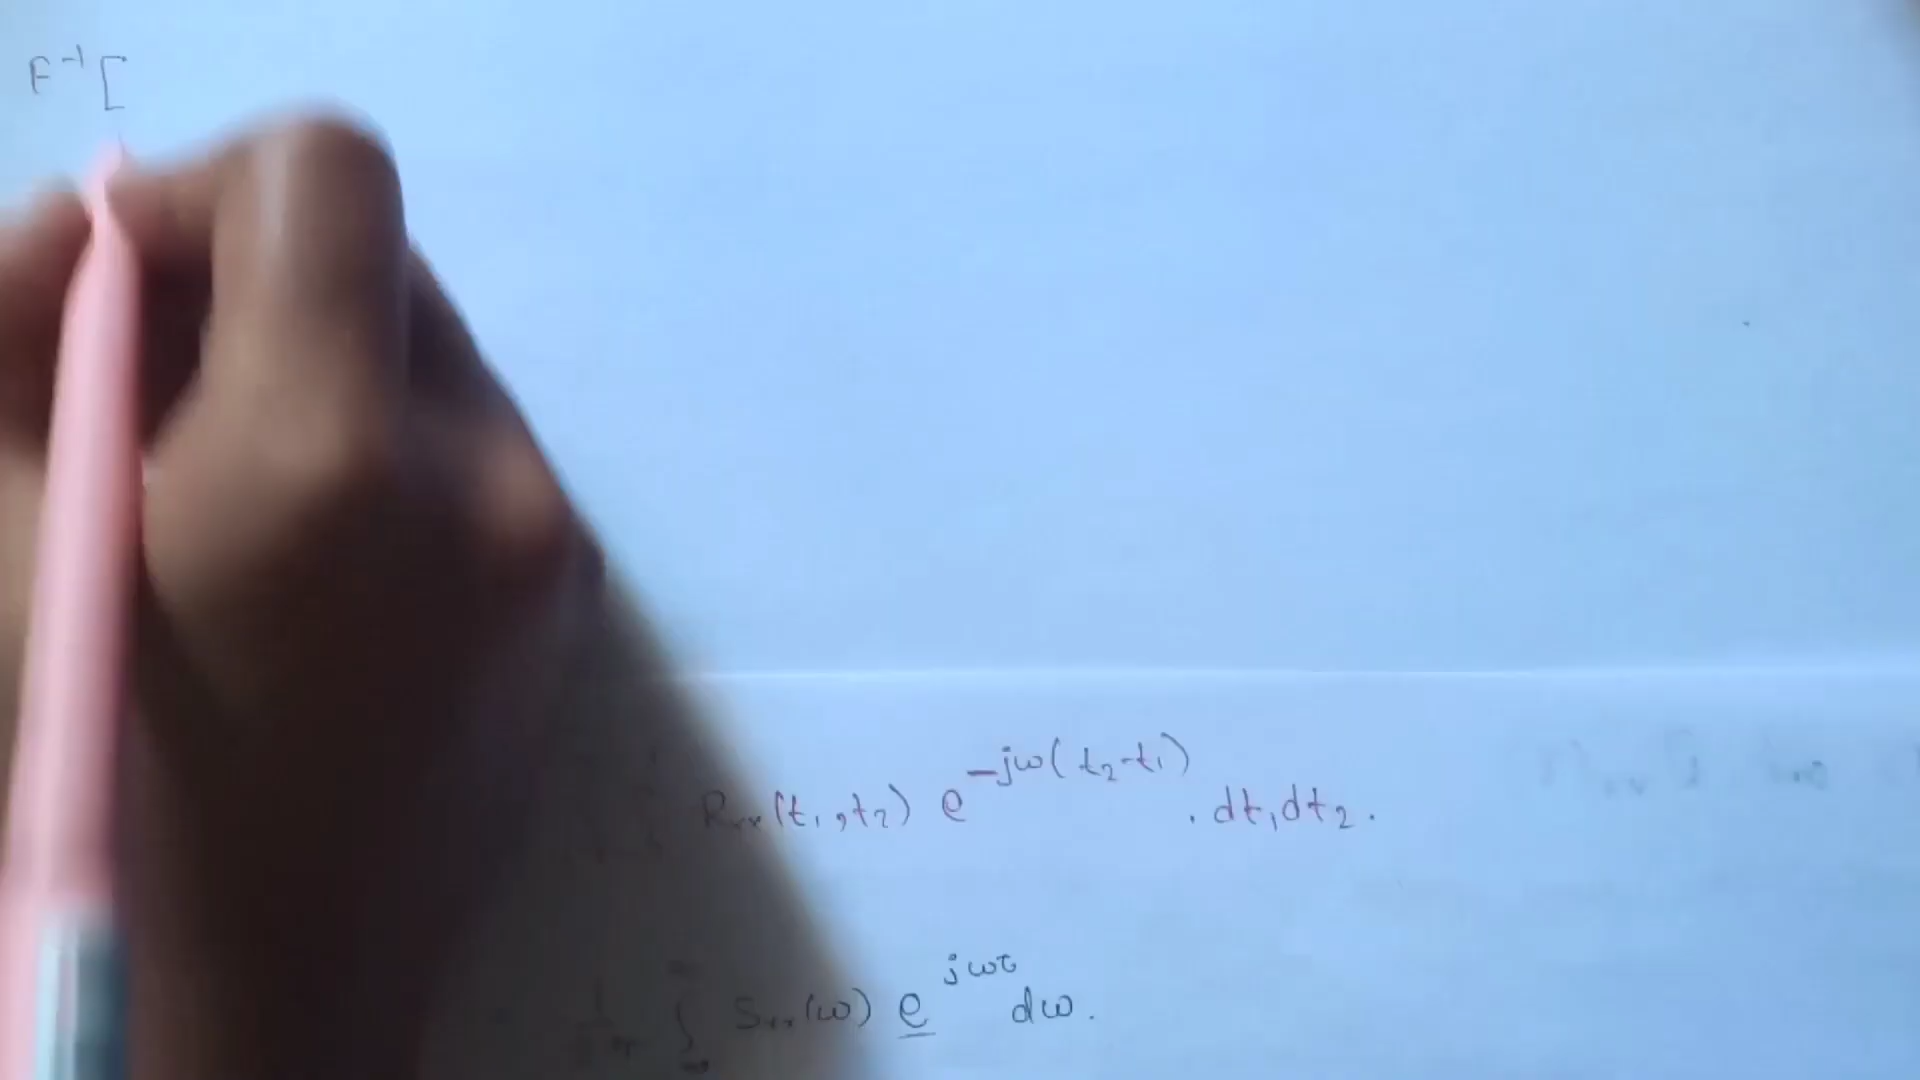 F⁻¹[
Rxx(t₁,t₂) e^-jω(t₂-t₁) . dt₁dt₂.
∫ Sxx(ω) e^jωτ dω.